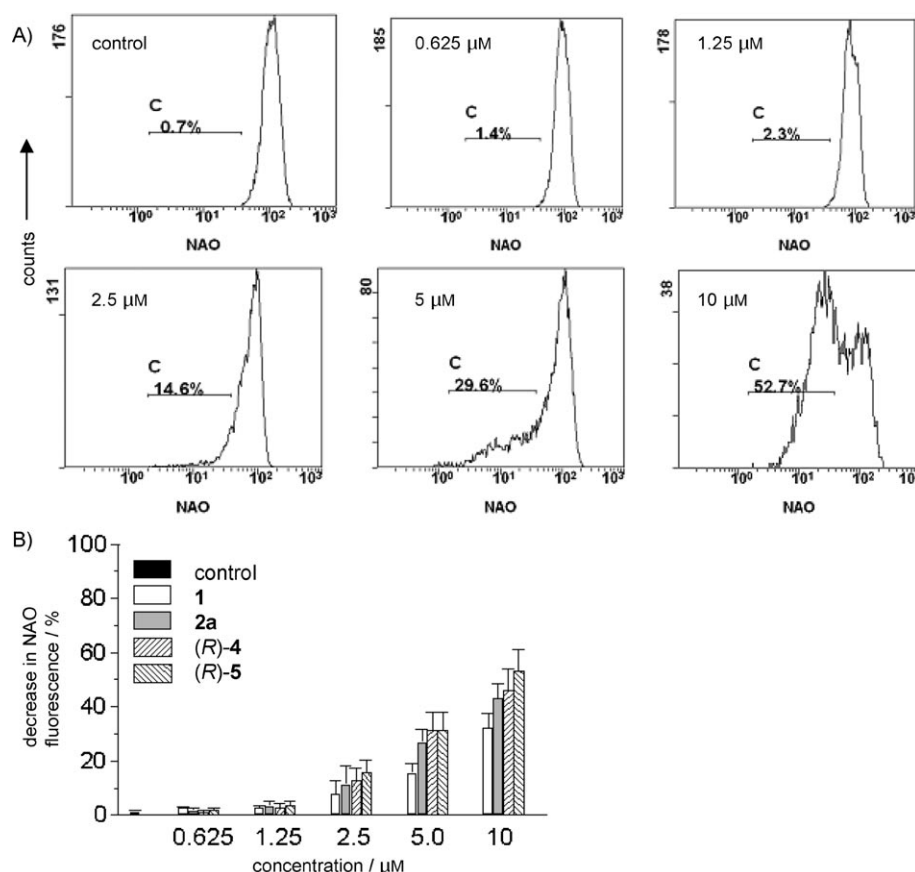 A)
176
control
C
0.7%
10⁰ 10¹ 10² 10³
NAO
185
0.625 µM
C
1.4%
10⁰ 10¹ 10² 10³
NAO
178
1.25 µM
C
2.3%
10⁰ 10¹ 10² 10³
NAO
counts
131
2.5 µM
C
14.6%
10⁰ 10¹ 10² 10³
NAO
80
5 µM
C
29.6%
10⁰ 10¹ 10² 10³
NAO
38
10 µM
C
52.7%
10⁰ 10¹ 10² 10³
NAO
B)
decrease in NAO
fluorescence / %
100
80
60
40
20
0
control
1
2a
(R)-4
(R)-5
0.625 1.25 2.5 5.0 10
concentration / µM